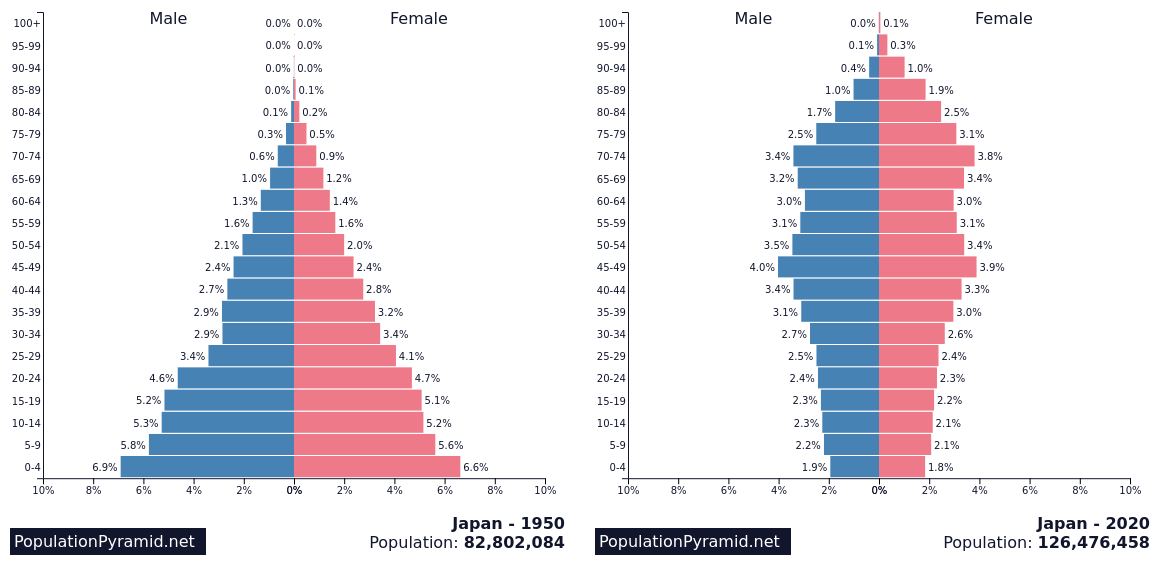 Male Female
100+ 0.0% 0.0%
95-99 0.0% 0.0%
90-94 0.0% 0.0%
85-89 0.0% 0.1%
80-84 0.1% 0.2%
75-79 0.3% 0.5%
70-74 0.6% 0.9%
65-69 1.0% 1.2%
60-64 1.3% 1.4%
55-59 1.6% 1.6%
50-54 2.1% 2.0%
45-49 2.4% 2.4%
40-44 2.7% 2.8%
35-39 2.9% 3.2%
30-34 2.9% 3.4%
25-29 3.4% 4.1%
20-24 4.6% 4.7%
15-19 5.2% 5.1%
10-14 5.3% 5.2%
5-9 5.8% 5.6%
0-4 6.9% 6.6%
10% 8% 6% 4% 2% 0% 2% 4% 6% 8% 10%
Japan - 1950
PopulationPyramid.net Population: 82,802,084
Male Female
100+ 0.0% 0.1%
95-99 0.1% 0.3%
90-94 0.4% 1.0%
85-89 1.0% 1.9%
80-84 1.7% 2.5%
75-79 2.5% 3.1%
70-74 3.4% 3.8%
65-69 3.2% 3.4%
60-64 3.0% 3.0%
55-59 3.1% 3.1%
50-54 3.5% 3.4%
45-49 4.0% 3.9%
40-44 3.4% 3.3%
35-39 3.1% 3.0%
30-34 2.7% 2.6%
25-29 2.5% 2.4%
20-24 2.4% 2.3%
15-19 2.3% 2.2%
10-14 2.3% 2.1%
5-9 2.2% 2.1%
0-4 1.9% 1.8%
10% 8% 6% 4% 2% 0% 2% 4% 6% 8% 10%
Japan - 2020
PopulationPyramid.net Population: 126,476,458